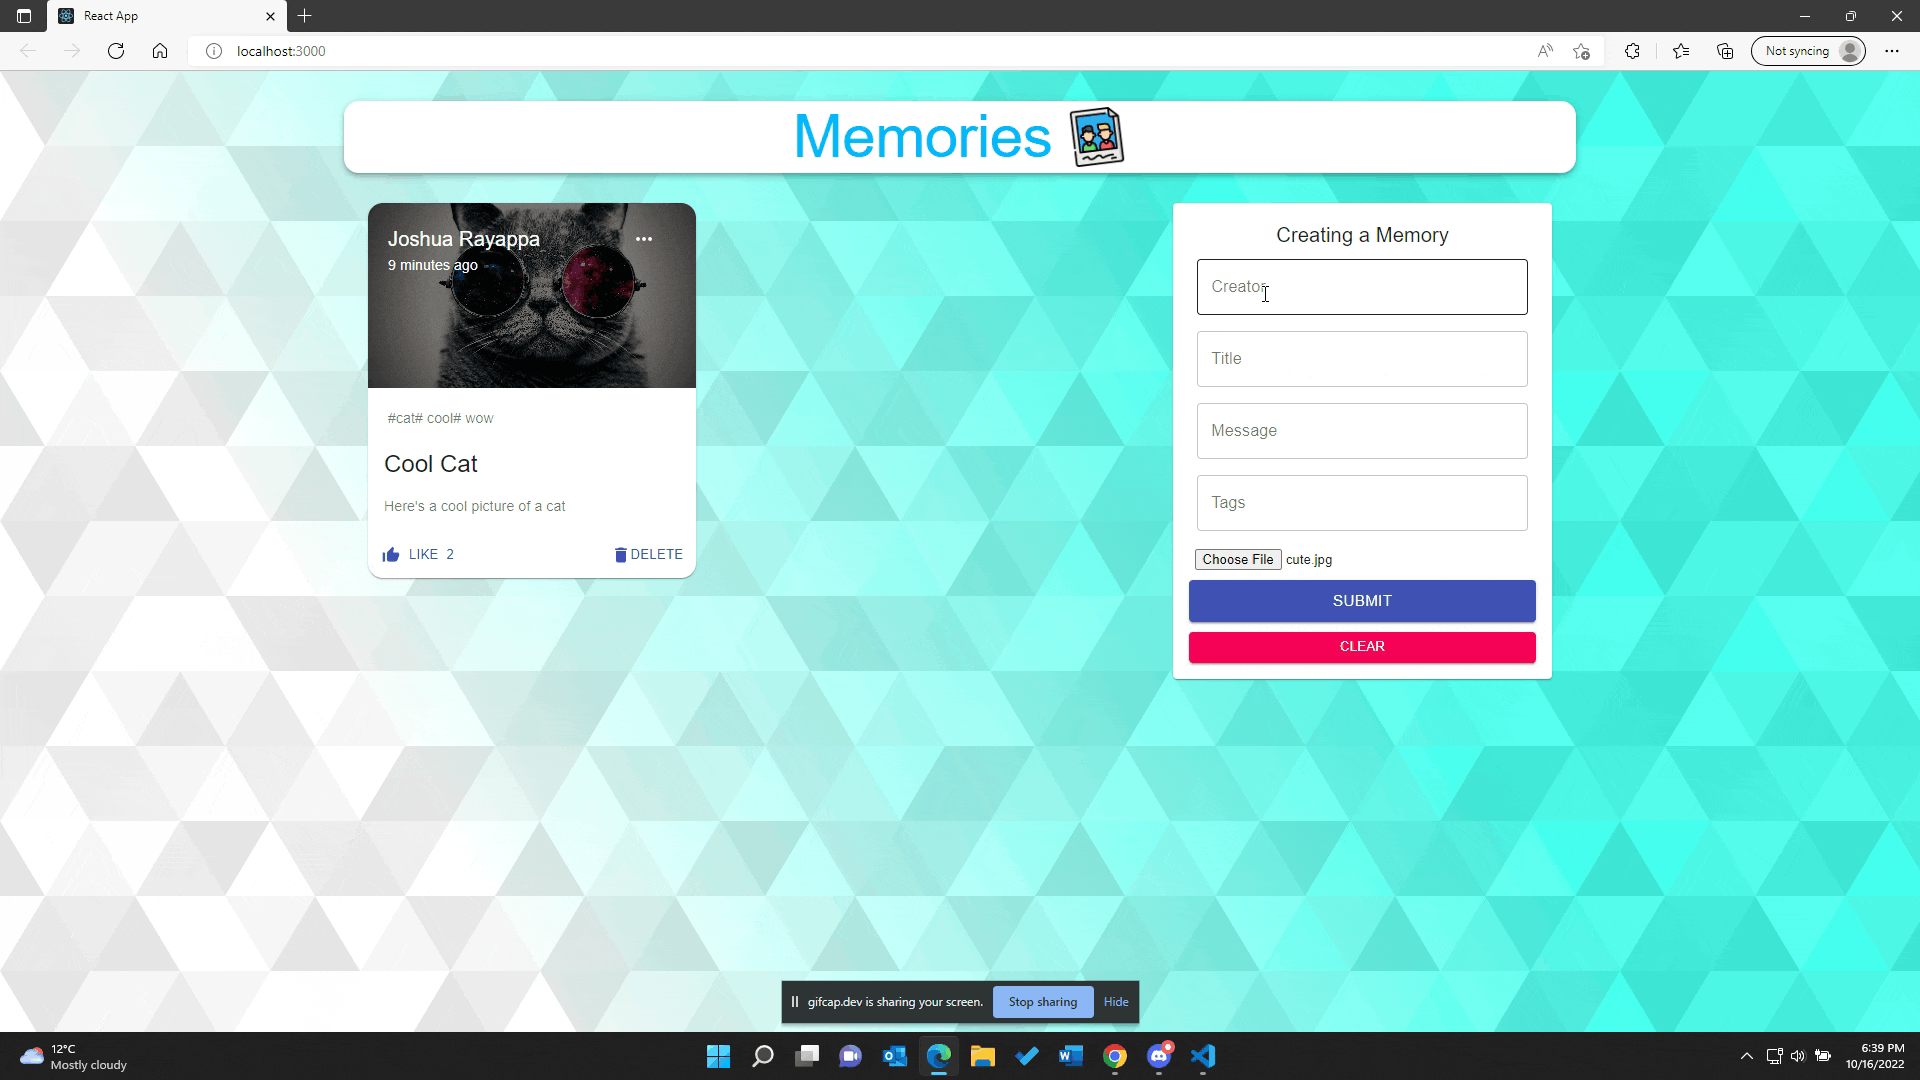 React App
localhost:3000
Not syncing
Memories
Joshua Rayappa
9 minutes ago
#cat# cool# wow
Cool Cat
Here's a cool picture of a cat
LIKE 2
DELETE
Creating a Memory
Creator
Title
Message
Tags
Choose File cute.jpg
SUBMIT
CLEAR
gifcap.dev is sharing your screen.
Stop sharing
Hide
12°C
Mostly cloudy
6:39 PM
10/16/2022